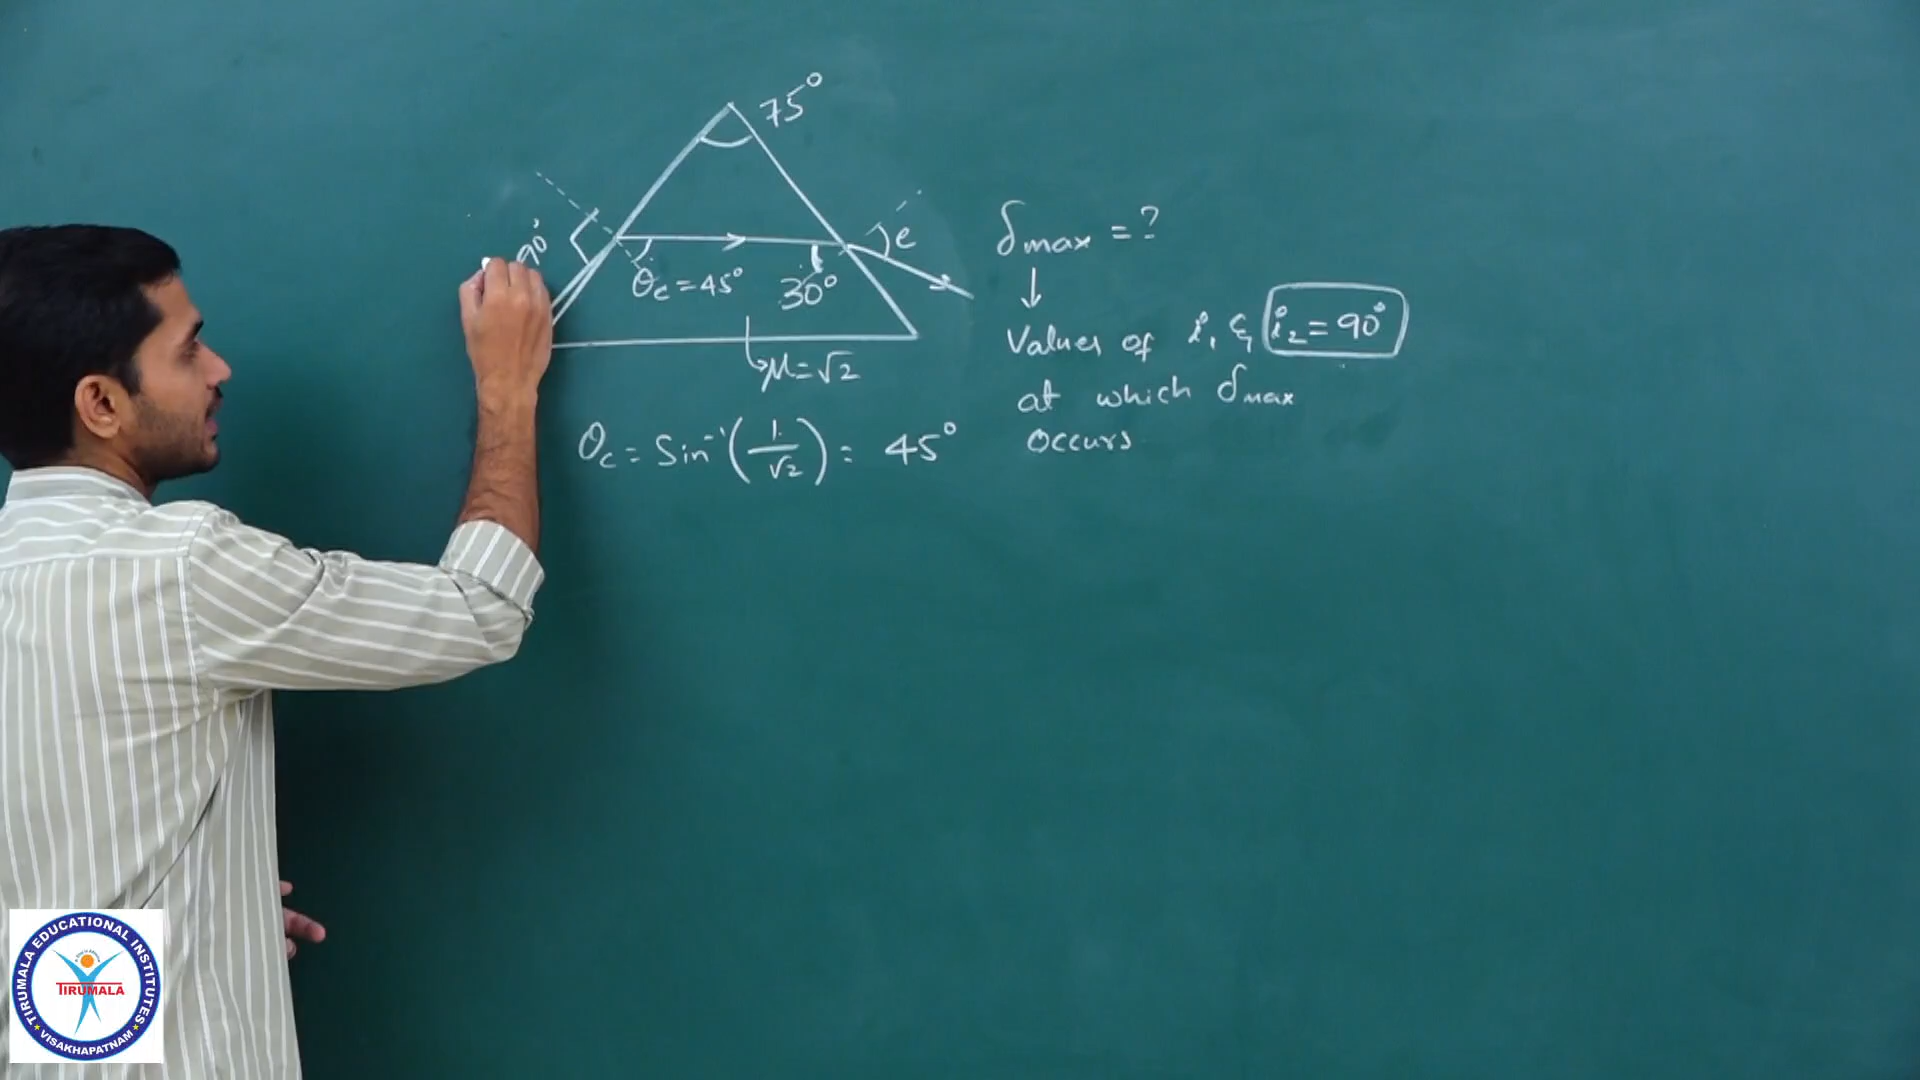 75°
90°
e
θc = 45°
30°
μ = √2
θc = Sin⁻¹(1/√2) = 45°
δmax = ?
↓
Values of i₁ & i₂ = 90°
at which δmax
occurs
TIRUMALA EDUCATIONAL INSTITUTES
TIRUMALA
★ VISAKHAPATNAM ★